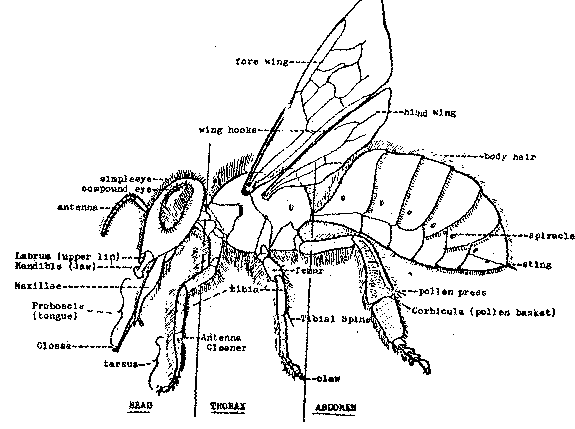 fore wing
hind wing
wing hooks
body hair
simpleeye
compound eye
antenna
spiracle
Labrum (upper lip)
Mandible (jaw)
sting
femur
Maxillae
tibia
pollen press
Proboscis
(tongue)
Tibial Spine
Corbicula (pollen basket)
Antenna
Cleaner
Glossa
tarsus
claw
HEAD
THORAX
ABDOMEN